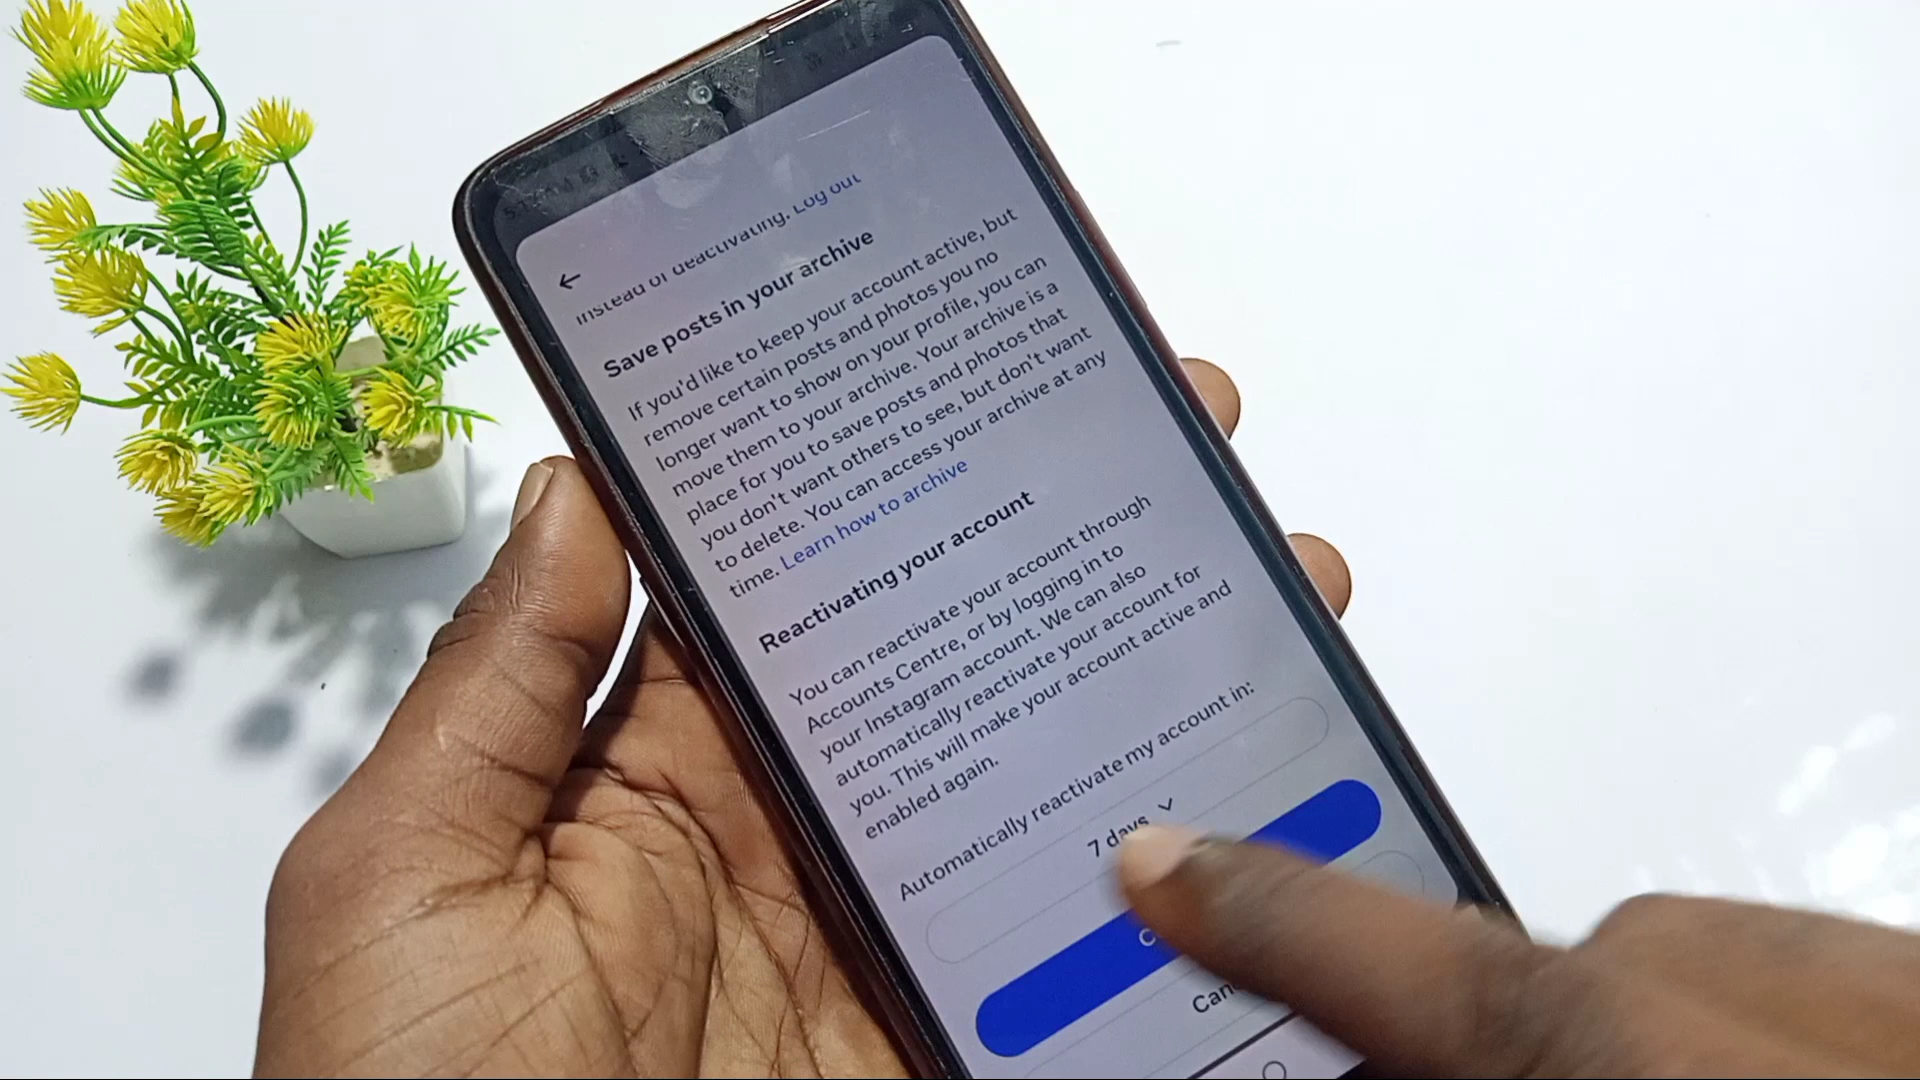 instead of deactivating. Log out
Save posts in your archive
If you'd like to keep your account active, but
remove certain posts and photos you no
longer want to show on your profile, you can
move them to your archive. Your archive is a
place for you to save posts and photos that
you don't want others to see, but don't want
to delete. You can access your archive at any
time. Learn how to archive
Reactivating your account
You can reactivate your account through
Accounts Centre, or by logging in to
your Instagram account. We can also
automatically reactivate your account for
you. This will make your account active and
enabled again.
Automatically reactivate my account in:
7 days